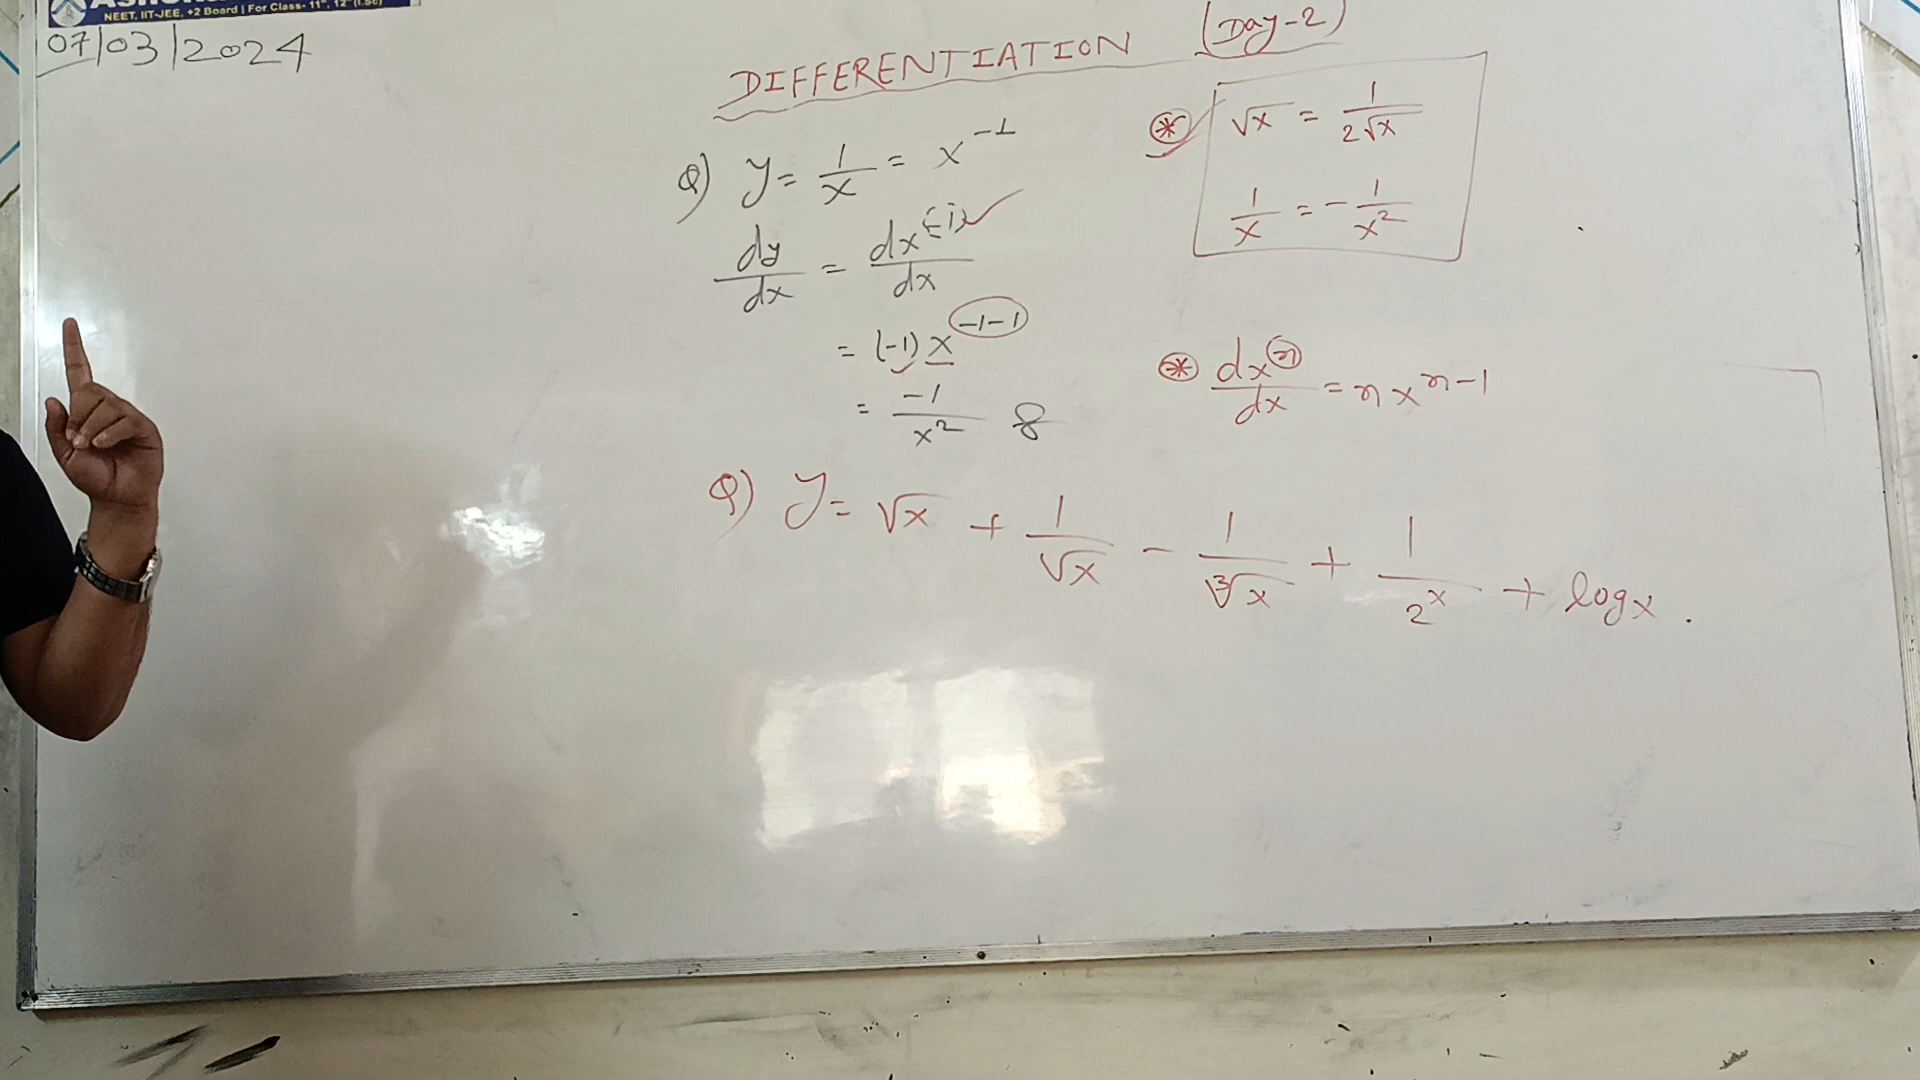 NEET, IIT-JEE, +2 Board | For Class- 11th, 12th (I.Sc)
07/03/2024
DIFFERENTIATION (Day-2)
Q) y = 1/x = x^-1
dy/dx = dx^(-1)/dx
= (-1) x^-1-1
= -1/x²
⊛ √x = 1/2√x
1/x = -1/x²
⊛ dx^n/dx = n x^n-1
Q) y = √x + 1/√x - 1/∛x + 1/2^x + log x .